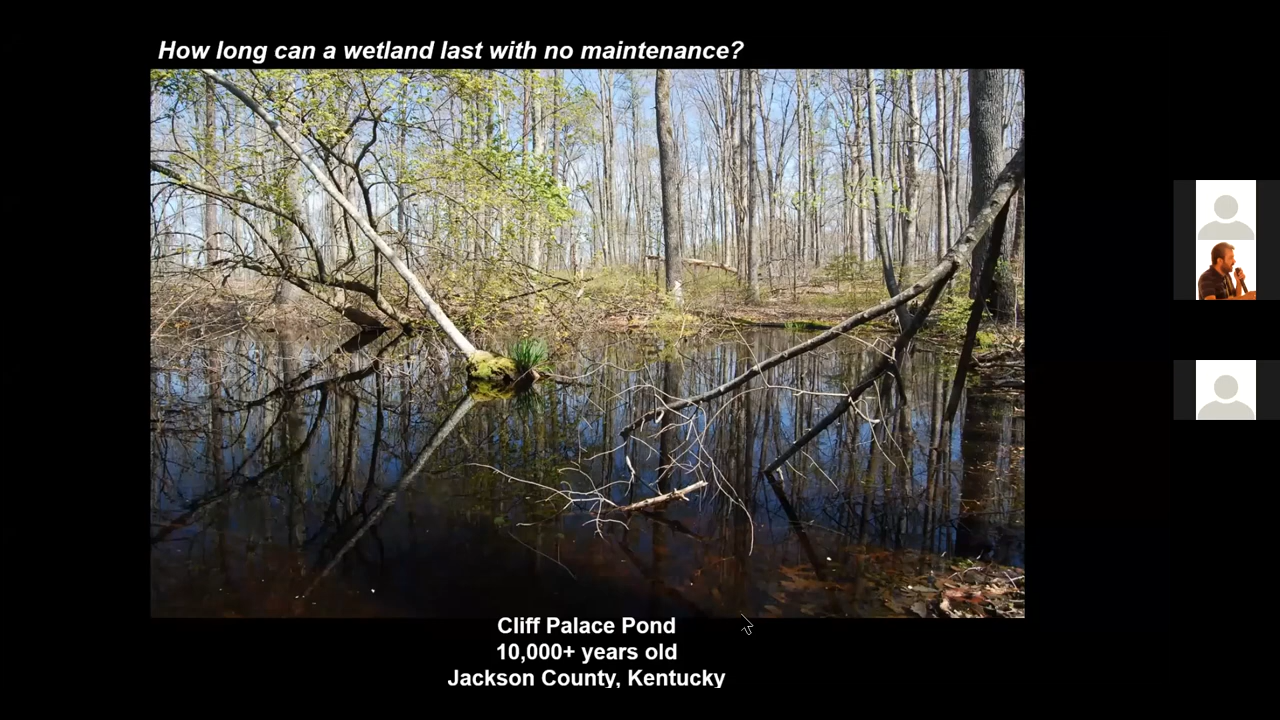 How long can a wetland last with no maintenance?
Cliff Palace Pond
10,000+ years old
Jackson County, Kentucky